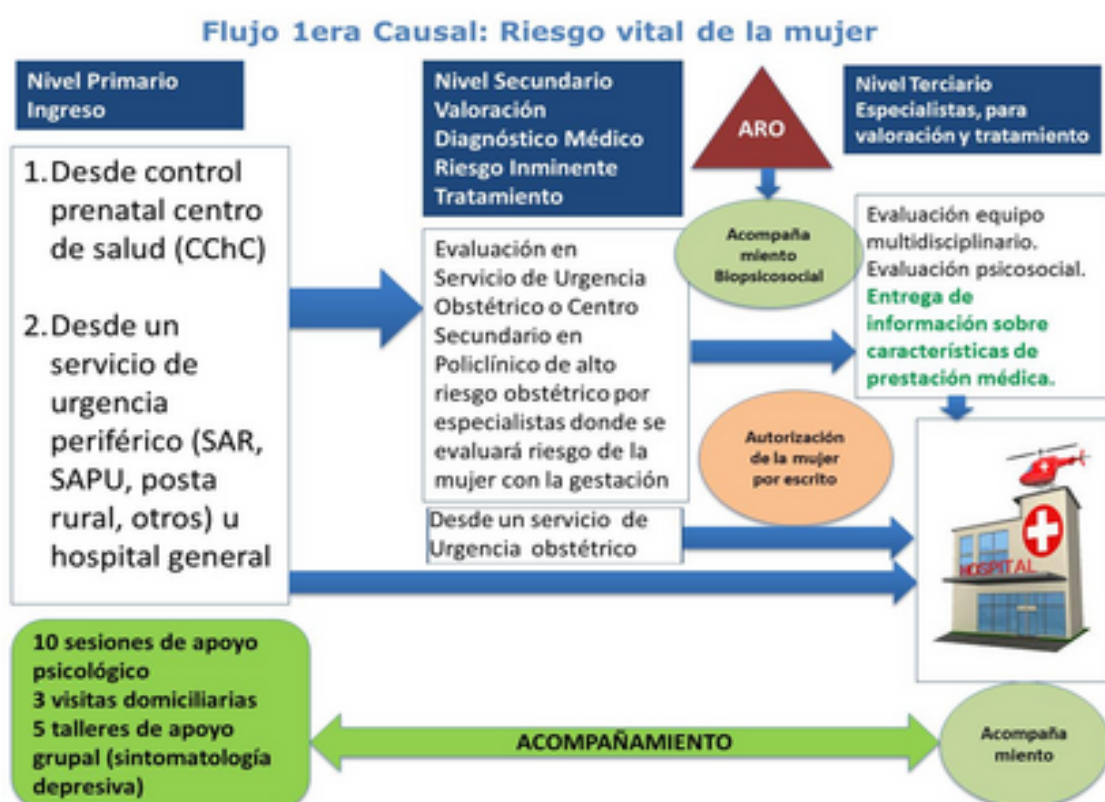 Flujo 1era Causal: Riesgo vital de la mujer
Nivel Primario
Ingreso
1. Desde control
prenatal centro
de salud (CChC)
2. Desde un
servicio de
urgencia
periférico (SAR,
SAPU, posta
rural, otros) u
hospital general
Nivel Secundario
Valoración
Diagnóstico Médico
Riesgo Inminente
Tratamiento
Evaluación en
Servicio de Urgencia
Obstétrico o Centro
Secundario en
Policlínico de alto
riesgo obstétrico por
especialistas donde se
evaluará riesgo de la
mujer con la gestación
Desde un servicio de
Urgencia obstétrico
ARO
Acompaña
miento
Biopsicosocial
Autorización
de la mujer
por escrito
Nivel Terciario
Especialistas, para
valoración y tratamiento
Evaluación equipo
multidisciplinario.
Evaluación psicosocial.
Entrega de
información sobre
características de
prestación médica.
HOSPITAL
10 sesiones de apoyo
psicológico
3 visitas domiciliarias
5 talleres de apoyo
grupal (sintomatología
depresiva)
ACOMPAÑAMIENTO
Acompaña
miento